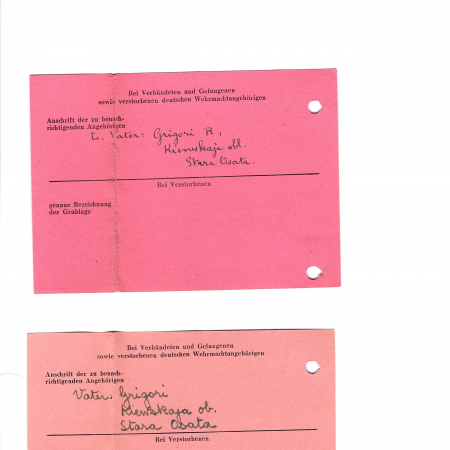 Bei Verbündeten und Gefangenen
sowie verstorbenen deutschen Wehrmachtangehörigen
Anschrift der zu benach-
richtigenden Angehörigen
Vater: Grigori R,
Kiewskaja obl.
Stara Osata.
Bei Verstorbenen
genaue Bezeichnung
der Grablage
Bei Verbündeten und Gefangenen
sowie verstorbenen deutschen Wehrmachtangehörigen
Anschrift der zu benach-
richtigenden Angehörigen
Vater: Grigori
Kiewskaja ob.
Stara Osata
Bei Verstorbenen